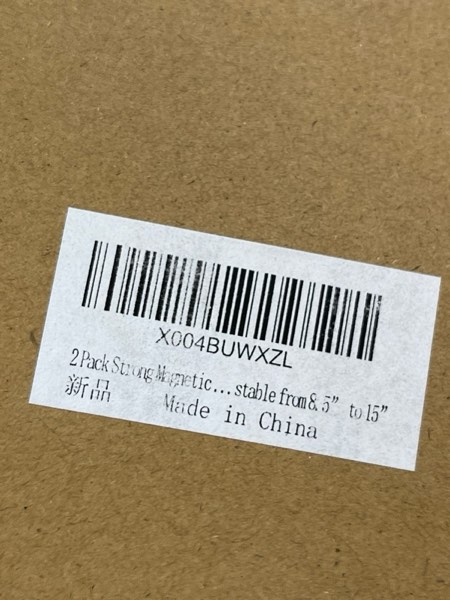 X004BUWXZL
2 Pack Strong Magnetic...stable from 8.5” to 15”
新品
Made in China